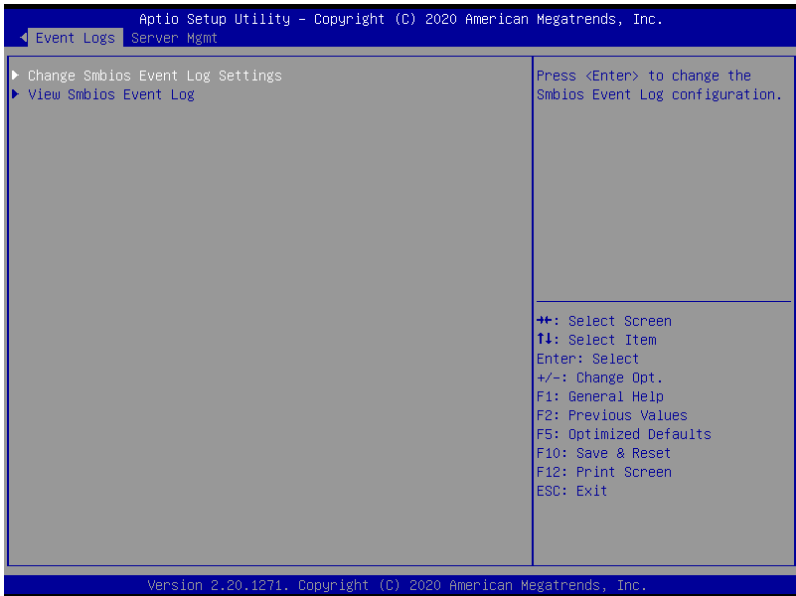 Aptio Setup Utility – Copyright (C) 2020 American Megatrends, Inc.
Event Logs Server Mgmt
Change Smbios Event Log Settings
View Smbios Event Log
Press <Enter> to change the
Smbios Event Log configuration.
→←: Select Screen
↑↓: Select Item
Enter: Select
+/-: Change Opt.
F1: General Help
F2: Previous Values
F5: Optimized Defaults
F10: Save & Reset
F12: Print Screen
ESC: Exit
Version 2.20.1271. Copyright (C) 2020 American Megatrends, Inc.